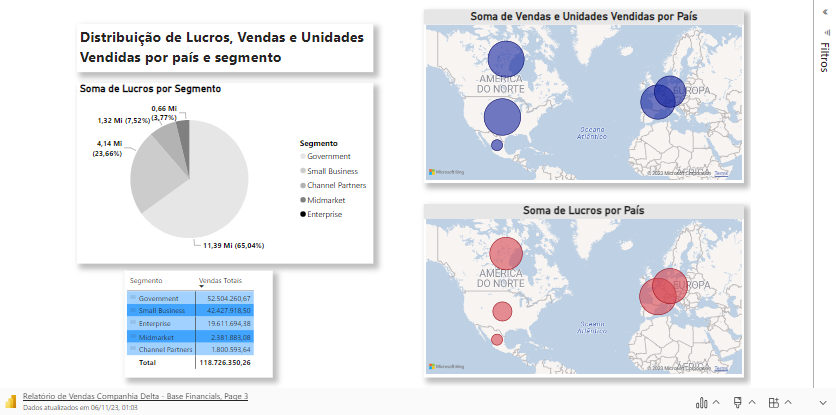 Distribuição de Lucros, Vendas e Unidades
Vendidas por país e segmento
Soma de Lucros por Segmento
0,66 Mi
(3,77%)
1,32 Mi (7,52%)
4,14 Mi
(23,66%)
11,39 Mi (65,04%)
Segmento
Government
Small Business
Channel Partners
Midmarket
Enterprise
Segmento Vendas Totais
Government 52.504.260,67
Small Business 42.427.918,50
Enterprise 19.611.694,38
Midmarket 2.381.883,08
Channel Partners 1.800.593,64
Total 118.726.350,26
Soma de Vendas e Unidades Vendidas por País
AMÉRICA
DO NORTE
EUROPA
Oceano
Atlântico
Microsoft Bing
© 2023 Microsoft Corporation Terms
Soma de Lucros por País
AMÉRICA
DO NORTE
EUROPA
Oceano
Atlântico
Microsoft Bing
© 2023 Microsoft Corporation Terms
Filtros
Relatório de Vendas Companhia Delta - Base Financials, Page 3
Dados atualizados em 06/11/23, 01:03